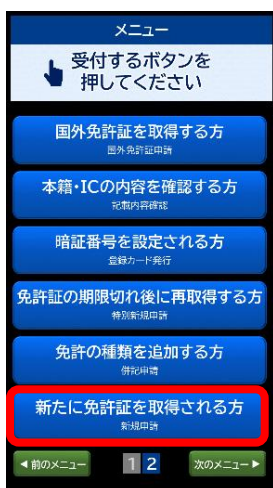 メニュー
受付するボタンを
押してください
国外免許証を取得する方
国外免許証申請
本籍・ICの内容を確認する方
記載内容確認
暗証番号を設定される方
登録カード発行
免許証の期限切れ後に再取得する方
特別新規申請
免許の種類を追加する方
併記申請
新たに免許証を取得される方
新規申請
◀前のメニュー 1 2 次のメニュー▶